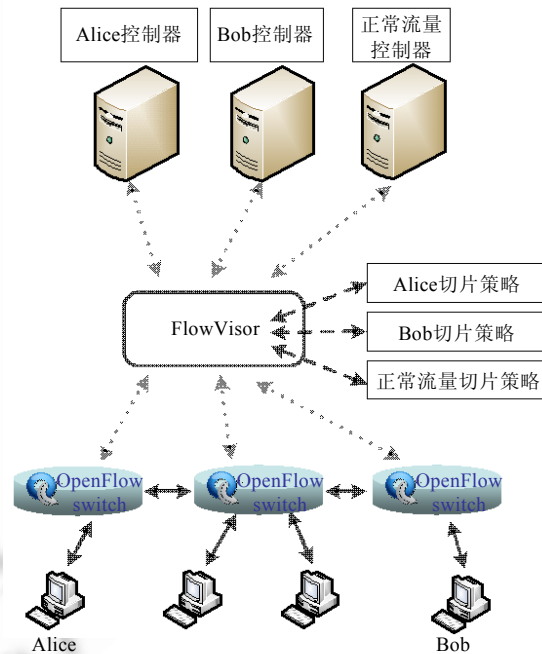 Alice控制器
Bob控制器
正常流量
控制器
Alice切片策略
FlowVisor
Bob切片策略
正常流量切片策略
OpenFlow
switch
OpenFlow
switch
OpenFlow
switch
Alice
Bob